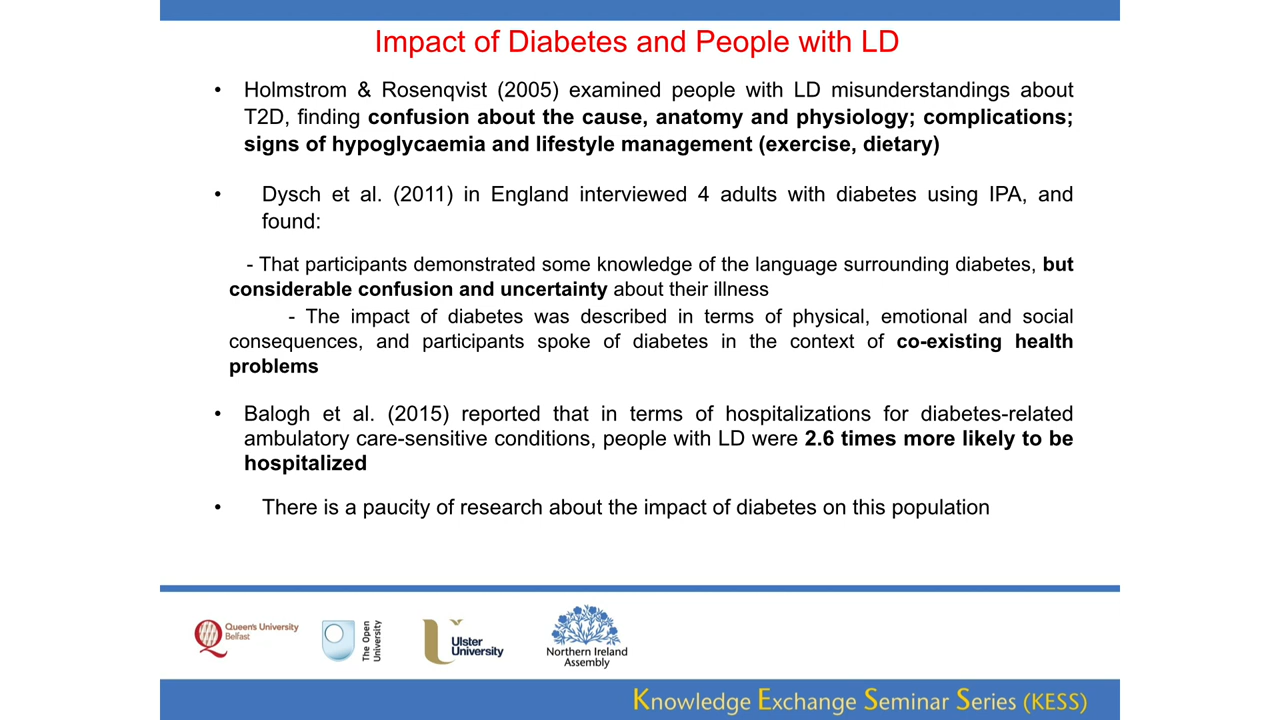 Impact of Diabetes and People with LD
• Holmstrom & Rosenqvist (2005) examined people with LD misunderstandings about
T2D, finding confusion about the cause, anatomy and physiology; complications;
signs of hypoglycaemia and lifestyle management (exercise, dietary)
• Dysch et al. (2011) in England interviewed 4 adults with diabetes using IPA, and
found:
- That participants demonstrated some knowledge of the language surrounding diabetes, but
considerable confusion and uncertainty about their illness
- The impact of diabetes was described in terms of physical, emotional and social
consequences, and participants spoke of diabetes in the context of co-existing health
problems
• Balogh et al. (2015) reported that in terms of hospitalizations for diabetes-related
ambulatory care-sensitive conditions, people with LD were 2.6 times more likely to be
hospitalized
• There is a paucity of research about the impact of diabetes on this population
Queen's University
Belfast
The Open
University
Ulster
University
Northern Ireland
Assembly
Knowledge Exchange Seminar Series (KESS)